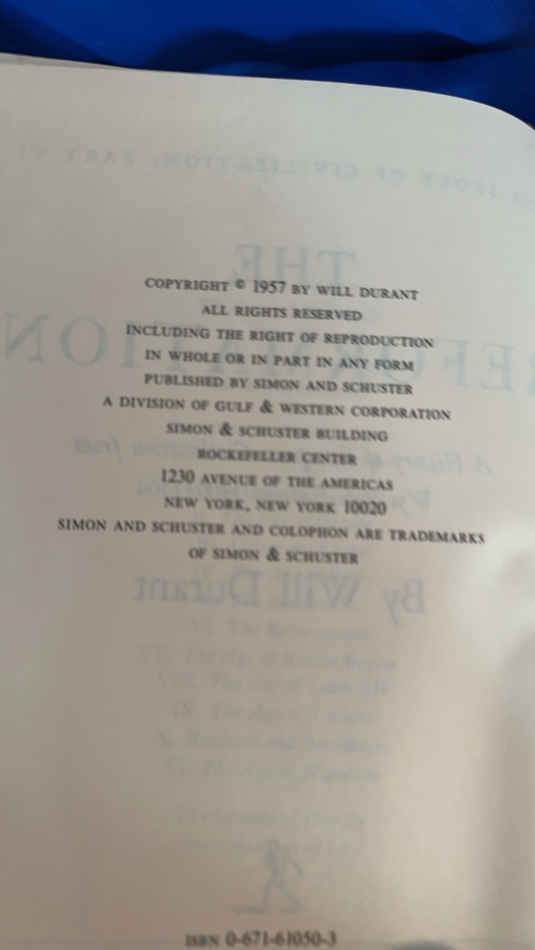 COPYRIGHT © 1957 BY WILL DURANT
ALL RIGHTS RESERVED
INCLUDING THE RIGHT OF REPRODUCTION
IN WHOLE OR IN PART IN ANY FORM
PUBLISHED BY SIMON AND SCHUSTER
A DIVISION OF GULF & WESTERN CORPORATION
SIMON & SCHUSTER BUILDING
ROCKEFELLER CENTER
1230 AVENUE OF THE AMERICAS
NEW YORK, NEW YORK 10020
SIMON AND SCHUSTER AND COLOPHON ARE TRADEMARKS
OF SIMON & SCHUSTER
By Will Durant
ISBN 0-671-61050-3